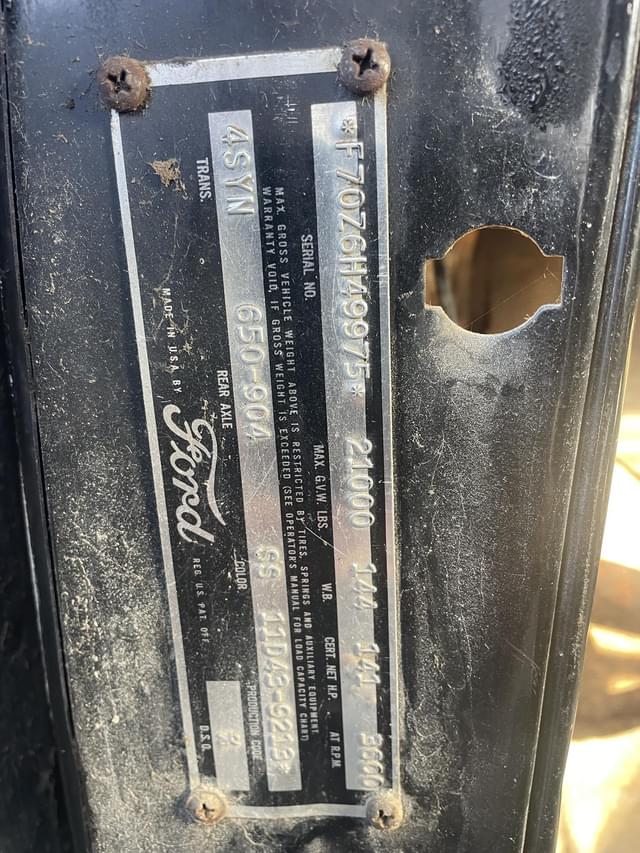 *F70Z6H49975* 21000 144 141 3600
SERIAL NO. MAX. G.V.W. LBS. W.B. CERT. NET H.P. AT R.P.M.
MAX. GROSS VEHICLE WEIGHT ABOVE IS RESTRICTED BY TIRES, SPRINGS AND AUXILIARY EQUIPMENT.
WARRANTY VOID, IF GROSS WEIGHT IS EXCEEDED (SEE OPERATOR'S MANUAL FOR LOAD CAPACITY CHART)
4SYN 650-904 SS 11D43-9213*
TRANS. REAR AXLE COLOR PRODUCTION CODE
MADE IN U.S.A. BY Ford REG. U.S. PAT. OFF. D.S.O.